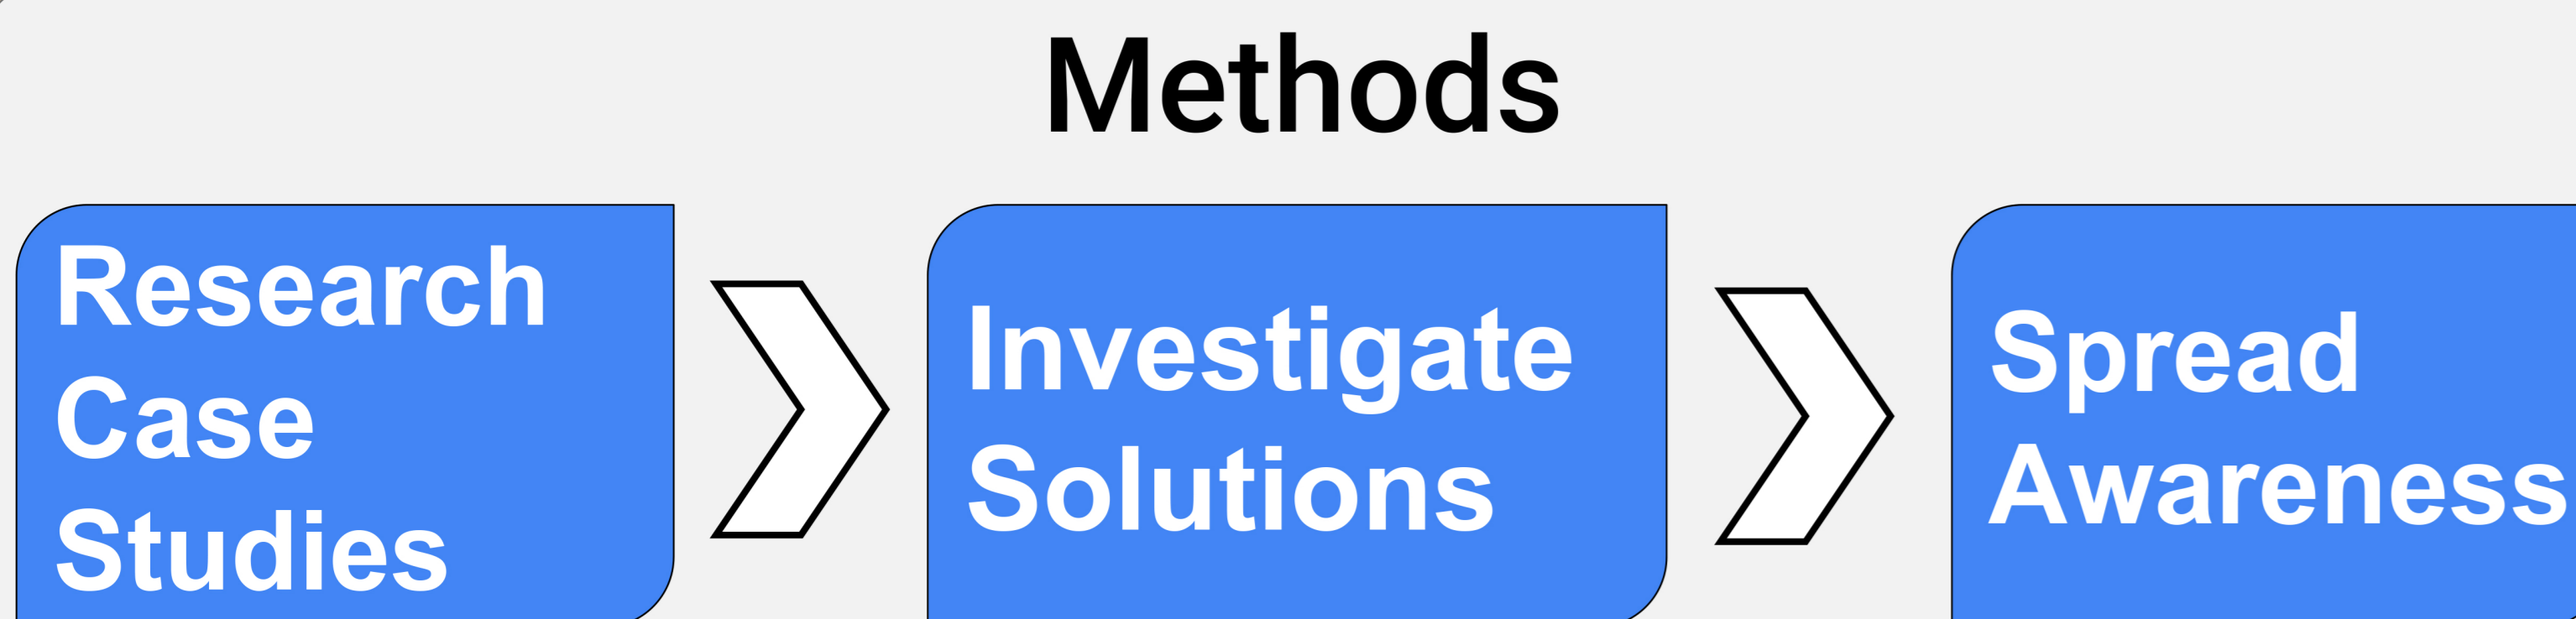 Methods
Research
Case
Studies
Investigate
Solutions
Spread
Awareness